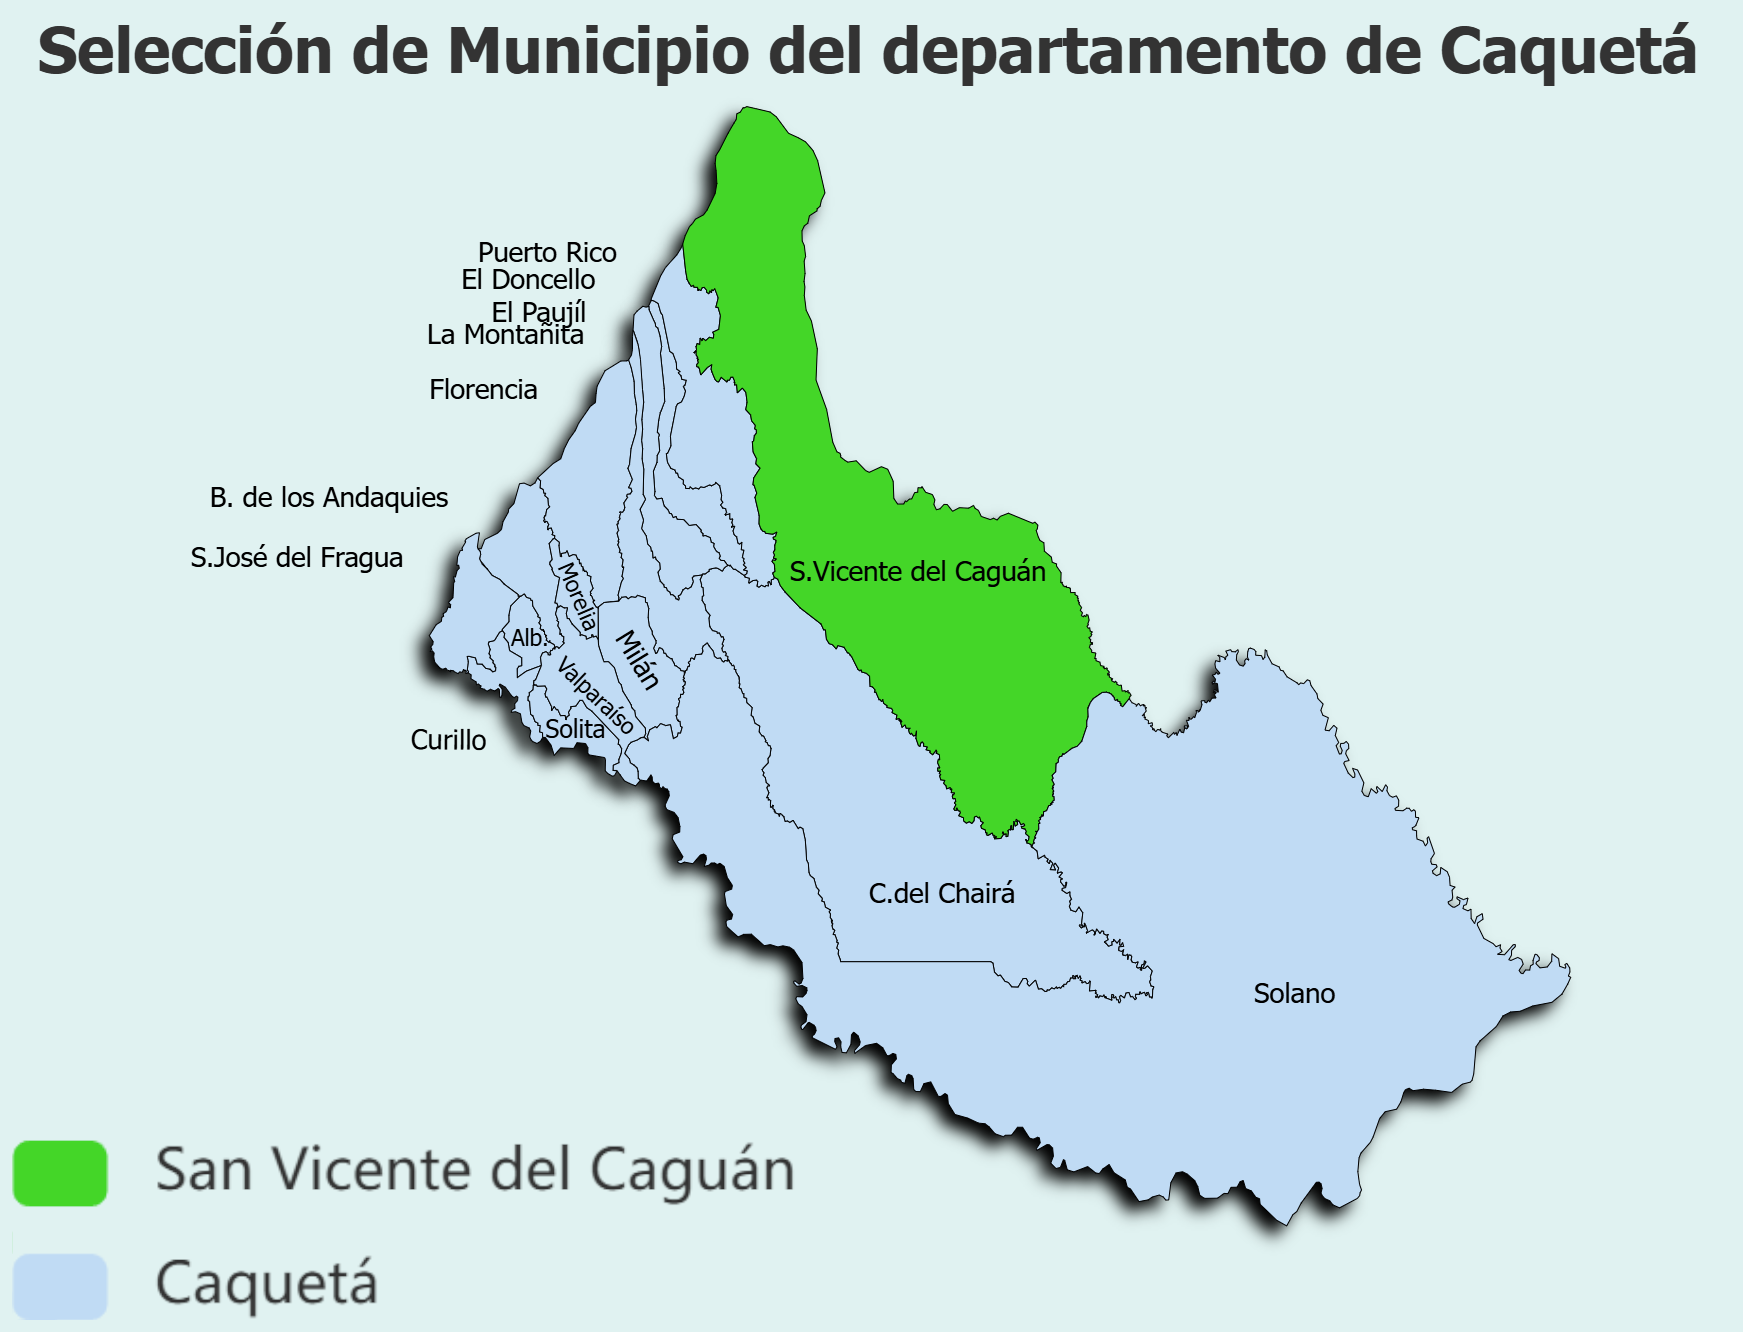 Selección de Municipio del departamento de Caquetá
Puerto Rico
El Doncello
El Paujíl
La Montañita
Florencia
B. de los Andaquies
S.José del Fragua
S.Vicente del Caguán
Morelia
Alb.
Milán
Valparaíso
Solita
Curillo
C.del Chairá
Solano
San Vicente del Caguán
Caquetá